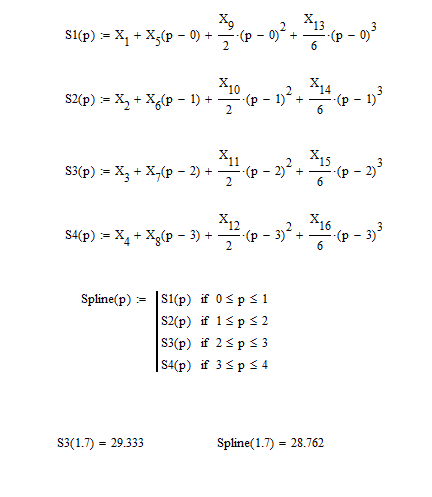 S1(p) := X₁ + X₅(p − 0) + X₉/2·(p − 0)² + X₁₃/6·(p − 0)³
S2(p) := X₂ + X₆(p − 1) + X₁₀/2·(p − 1)² + X₁₄/6·(p − 1)³
S3(p) := X₃ + X₇(p − 2) + X₁₁/2·(p − 2)² + X₁₅/6·(p − 2)³
S4(p) := X₄ + X₈(p − 3) + X₁₂/2·(p − 3)² + X₁₆/6·(p − 3)³
Spline(p) := S1(p) if 0 ≤ p ≤ 1
S2(p) if 1 ≤ p ≤ 2
S3(p) if 2 ≤ p ≤ 3
S4(p) if 3 ≤ p ≤ 4
S3(1.7) = 29.333 Spline(1.7) = 28.762